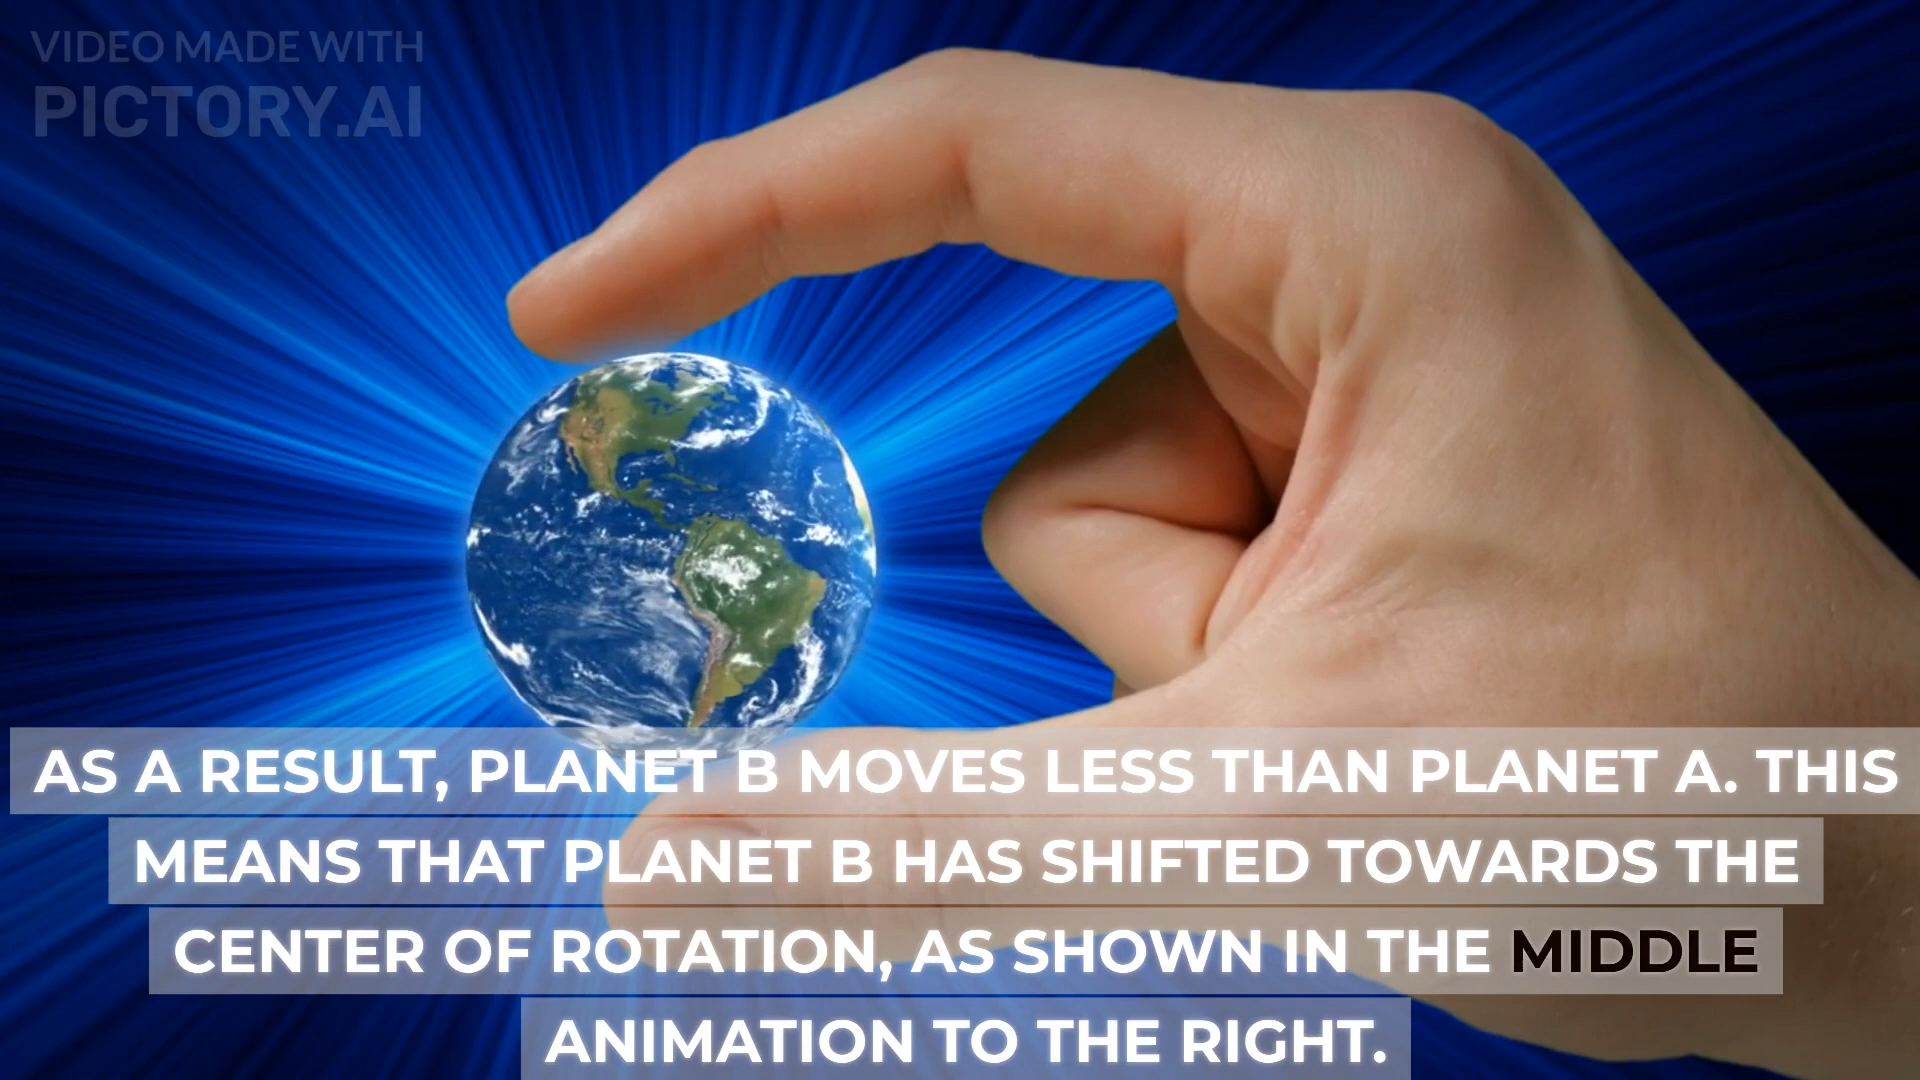 VIDEO MADE WITH
PICTORY.AI
AS A RESULT, PLANET B MOVES LESS THAN PLANET A. THIS
MEANS THAT PLANET B HAS SHIFTED TOWARDS THE
CENTER OF ROTATION, AS SHOWN IN THE MIDDLE
ANIMATION TO THE RIGHT.